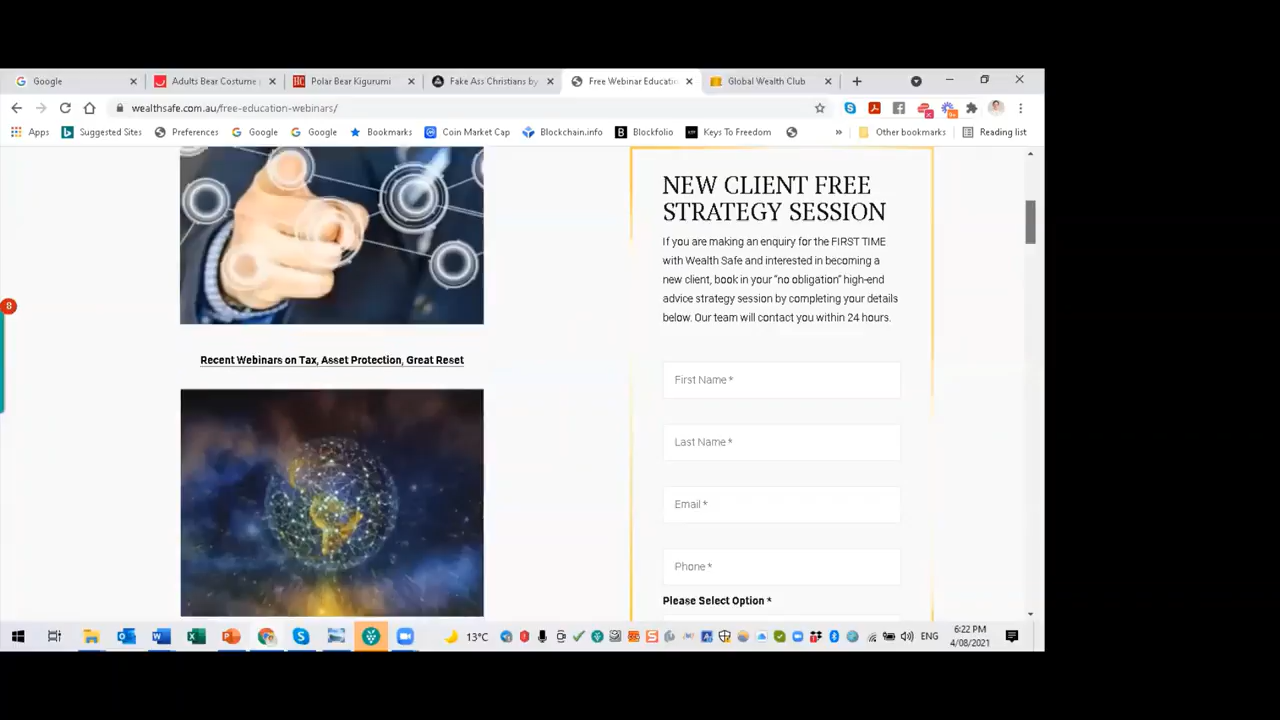 Google
Adults Bear Costume
Polar Bear Kigurumi
Fake Ass Christians by
Free Webinar Educatio
Global Wealth Club
wealthsafe.com.au/free-education-webinars/
9+
Apps
Suggested Sites
Preferences
Google
Google
Bookmarks
Coin Market Cap
Blockchain.info
Blockfolio
Keys To Freedom
»
Other bookmarks
Reading list
NEW CLIENT FREE
STRATEGY SESSION
If you are making an enquiry for the FIRST TIME
with Wealth Safe and interested in becoming a
new client, book in your “no obligation” high-end
advice strategy session by completing your details
below. Our team will contact you within 24 hours.
8
Recent Webinars on Tax, Asset Protection, Great Reset
First Name *
Last Name *
Email *
Phone *
Please Select Option *
13°C
ENG
6:22 PM
4/08/2021